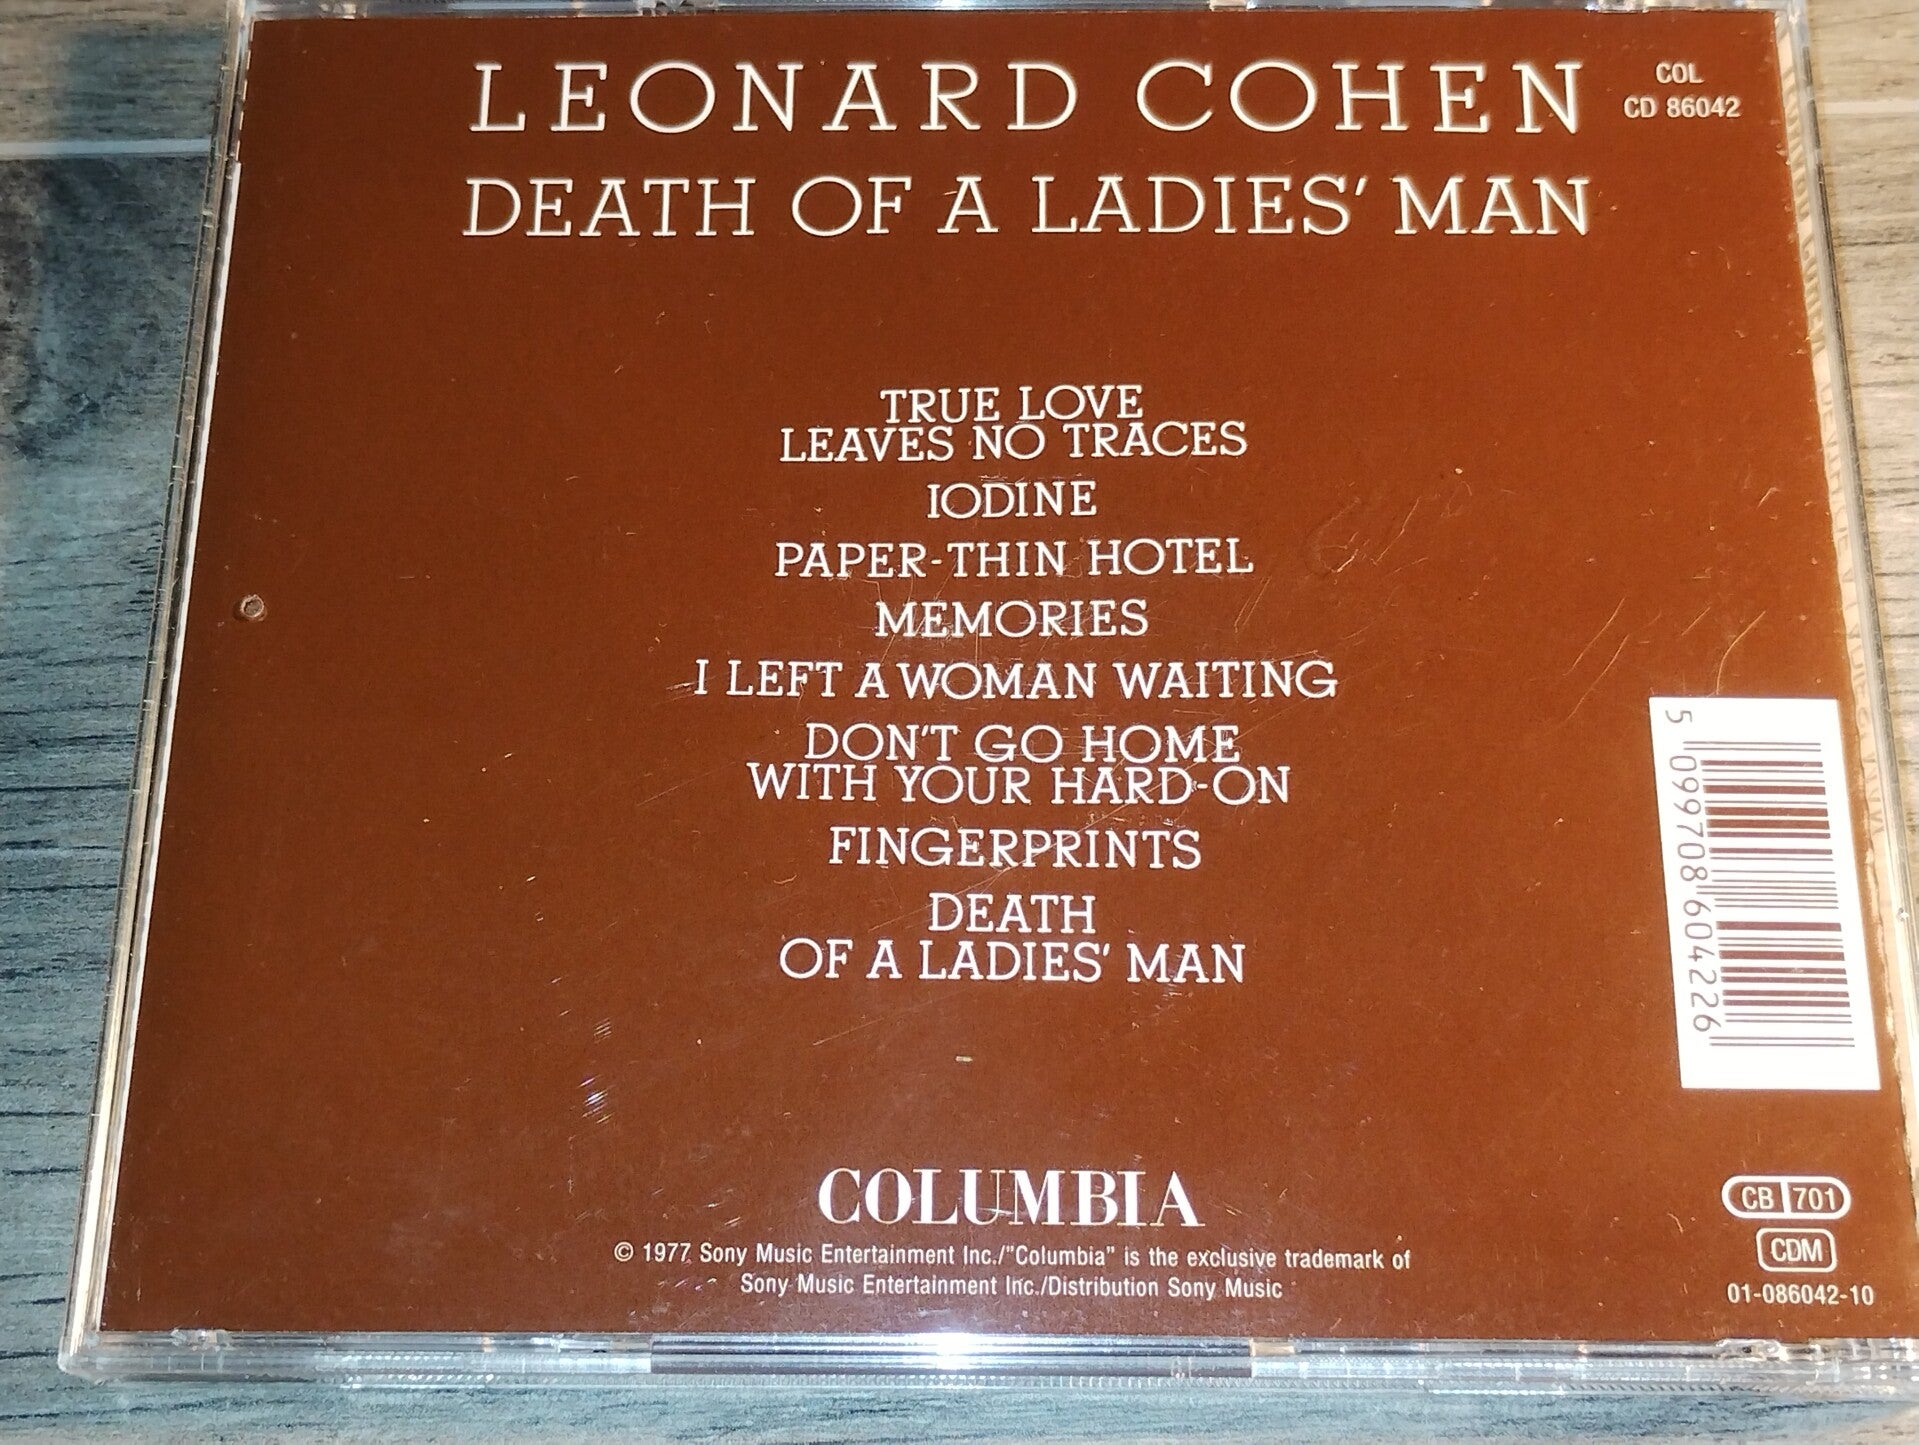 LEONARD COHEN
COL
CD 86042
DEATH OF A LADIES' MAN
TRUE LOVE
LEAVES NO TRACES
IODINE
PAPER-THIN HOTEL
MEMORIES
I LEFT A WOMAN WAITING
DON'T GO HOME
WITH YOUR HARD-ON
FINGERPRINTS
DEATH
OF A LADIES' MAN
5 099708 604226
COLUMBIA
© 1977 Sony Music Entertainment Inc./"Columbia" is the exclusive trademark of
Sony Music Entertainment Inc./Distribution Sony Music
CB 701
CDM
01-086042-10